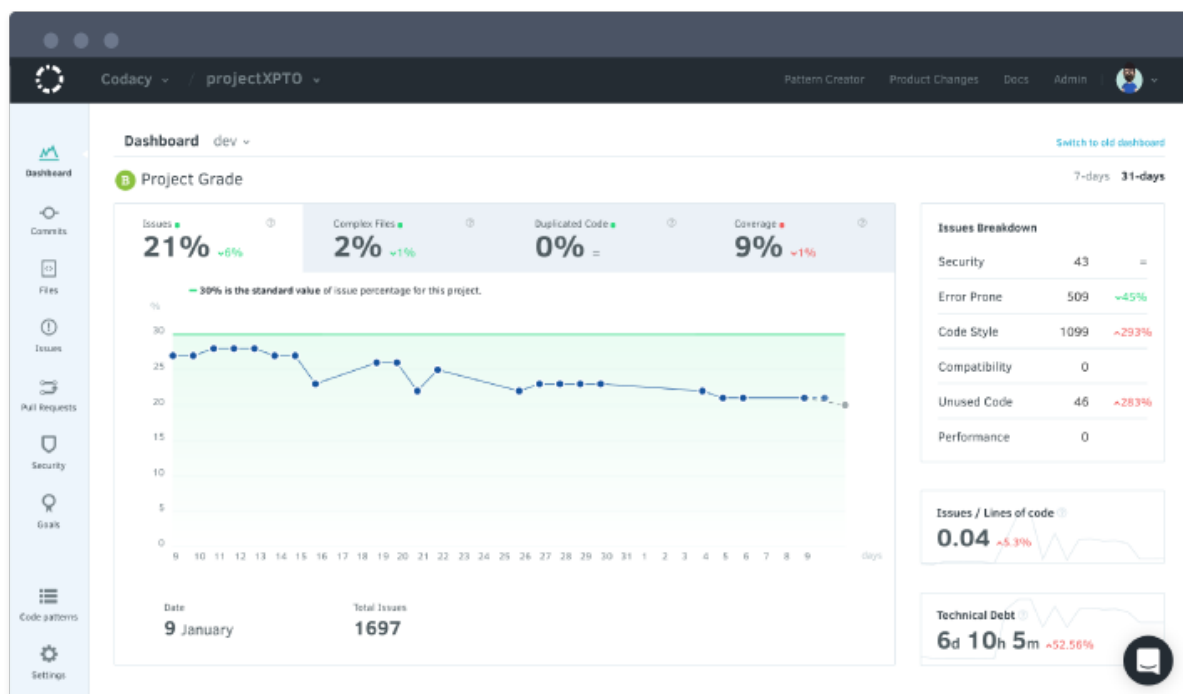 Codacy / projectXPTO
Pattern Creator Product Changes Docs Admin
Dashboard
Commits
Files
Issues
Pull Requests
Security
Goals
Code patterns
Settings
Dashboard dev
Switch to old dashboard
B Project Grade
7-days 31-days
Issues
21% 6%
Complex Files
2% 1%
Duplicated Code
0% =
Coverage
9% 1%
30% is the standard value of issue percentage for this project.
%
30
25
20
15
10
5
0
9 10 11 12 13 14 15 16 17 18 19 20 21 22 23 24 25 26 27 28 29 30 31 1 2 3 4 5 6 7 8 9 days
Date
9 January
Total Issues
1697
Issues Breakdown
Security 43 =
Error Prone 509 45%
Code Style 1099 293%
Compatibility 0
Unused Code 46 283%
Performance 0
Issues / Lines of code
0.04 5.3%
Technical Debt
6d 10h 5m 52.56%